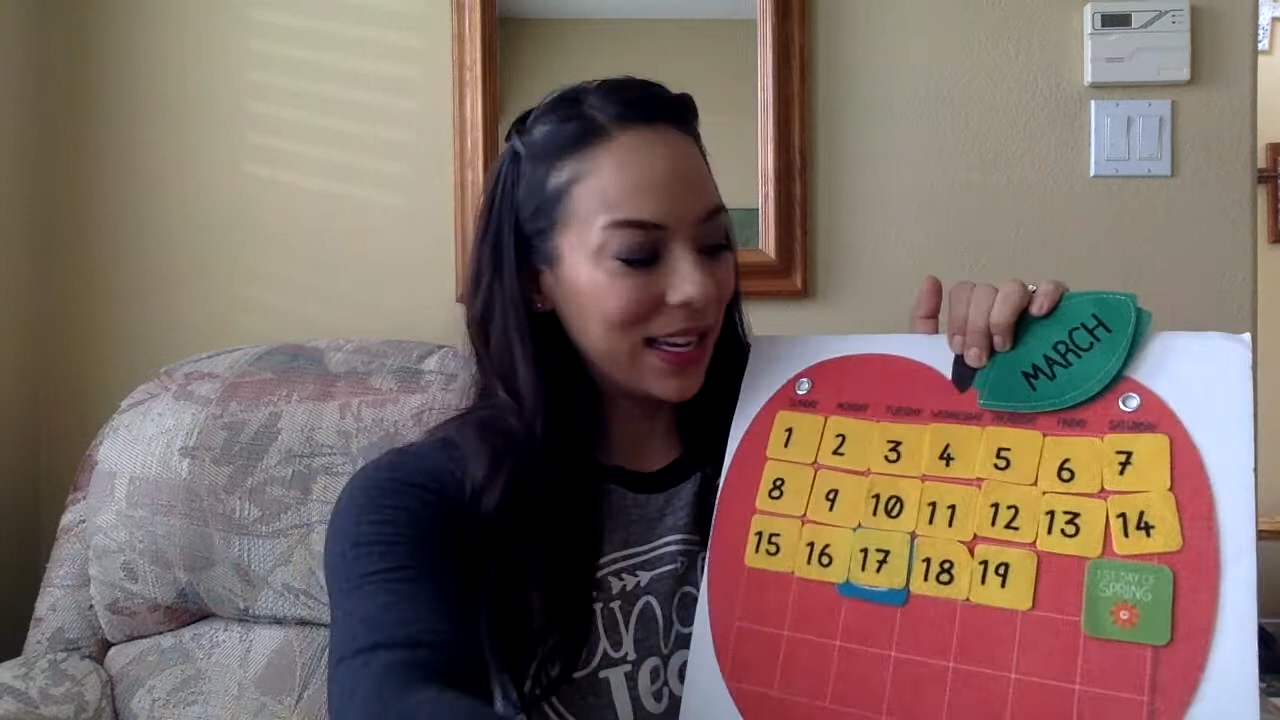 MARCH
SUNDAY MONDAY TUESDAY WEDNESDAY THURSDAY FRIDAY SATURDAY
1 2 3 4 5 6 7
8 9 10 11 12 13 14
15 16 17 18 19
1ST DAY OF
SPRING